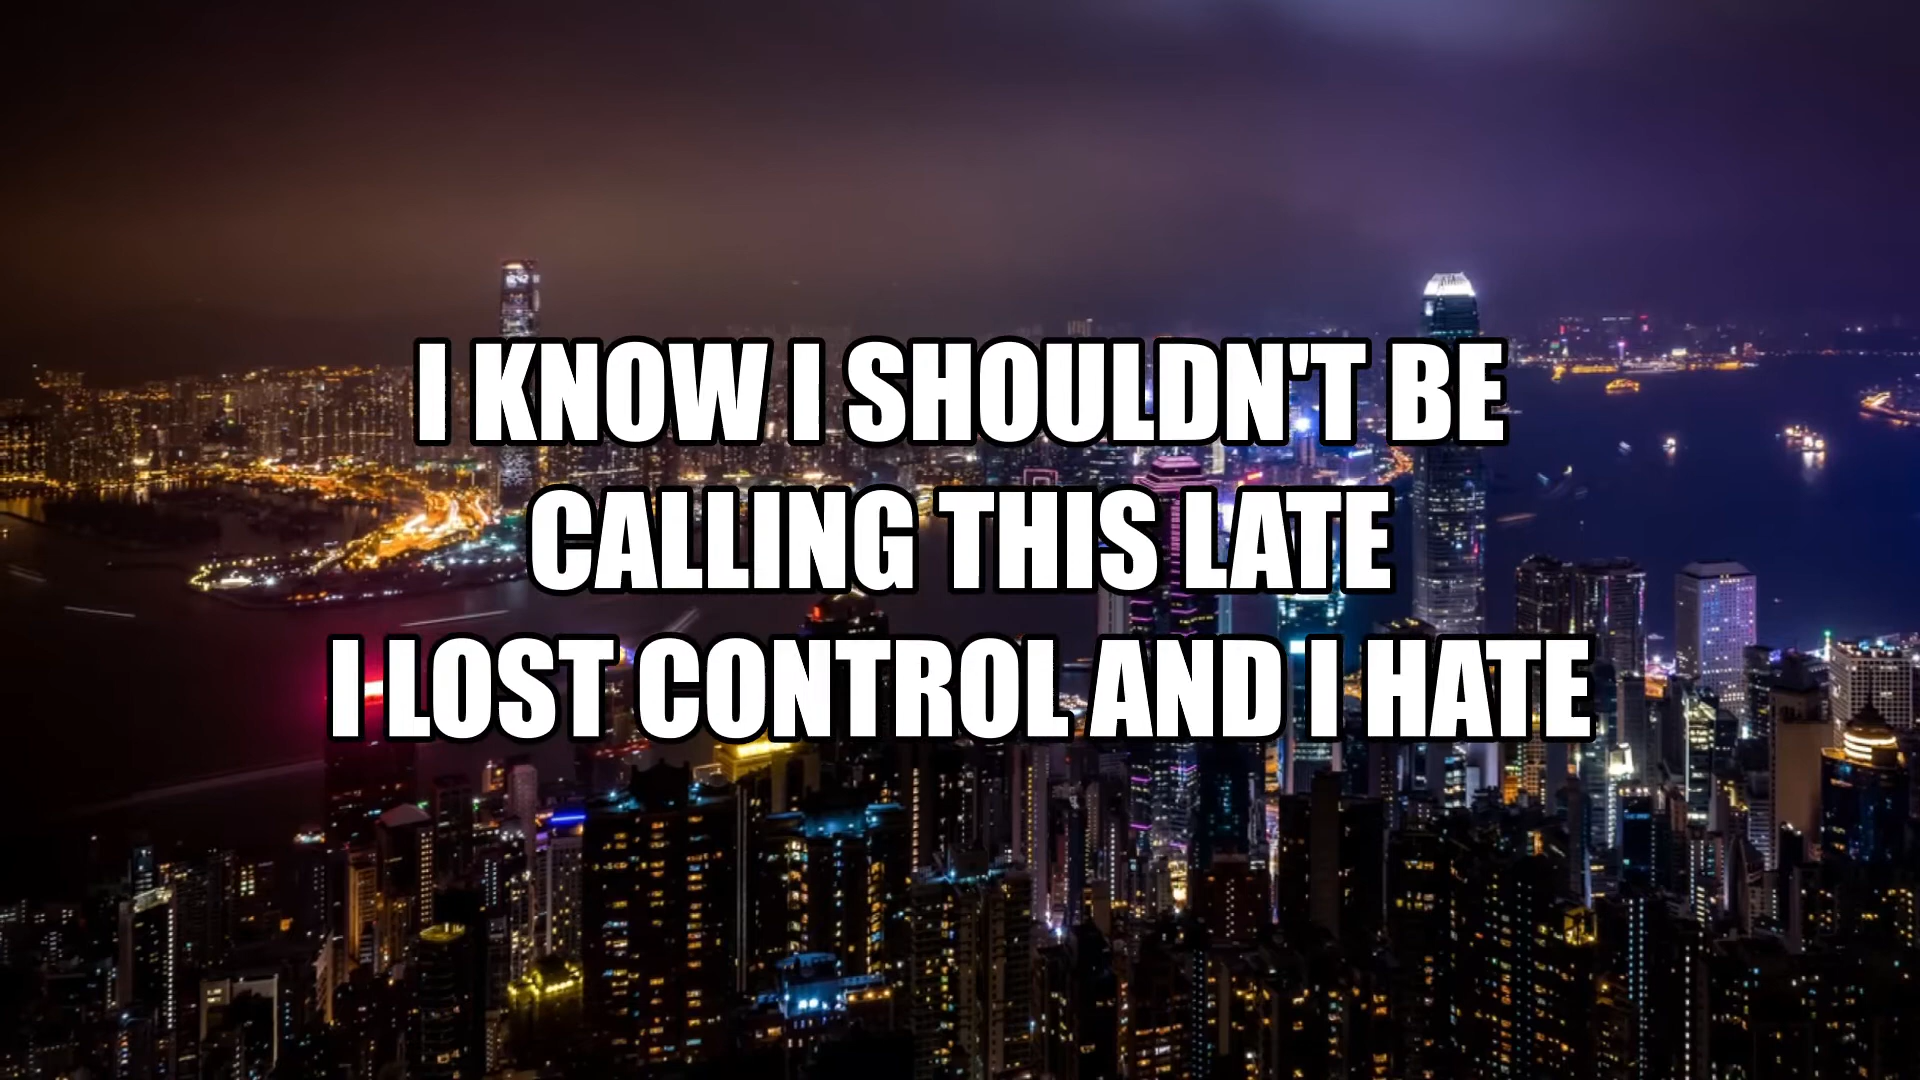 I KNOW I SHOULDN'T BE
CALLING THIS LATE
I LOST CONTROL AND I HATE